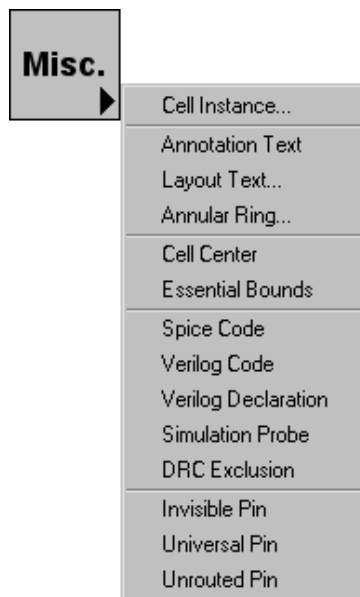 Misc.
Cell Instance...
Annotation Text
Layout Text...
Annular Ring...
Cell Center
Essential Bounds
Spice Code
Verilog Code
Verilog Declaration
Simulation Probe
DRC Exclusion
Invisible Pin
Universal Pin
Unrouted Pin